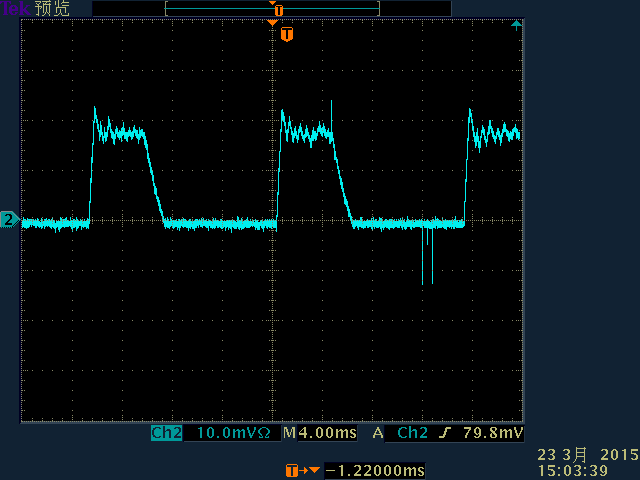 Tek 预览
T
T
2
Ch2 10.0mVΩ M4.00ms A Ch2 79.8mV
T -1.22000ms
23 3月 2015
15:03:39